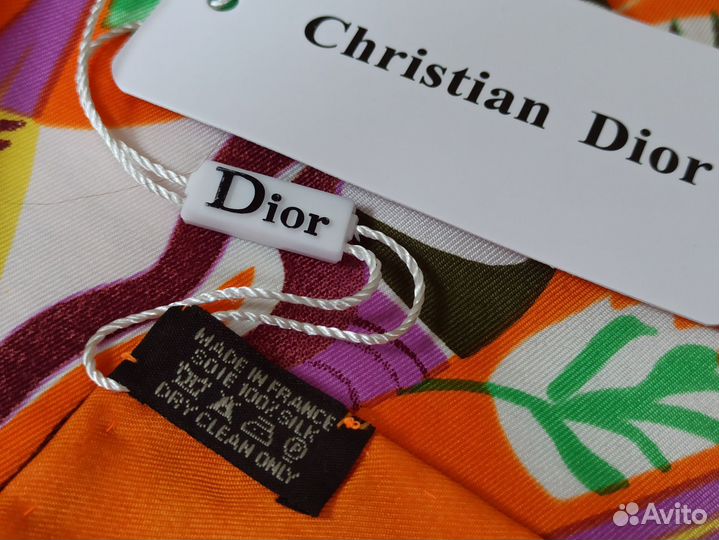 Christian Dior
Dior
MADE IN FRANCE
SOIE 100% SILK
P
DRY CLEAN ONLY
Avito